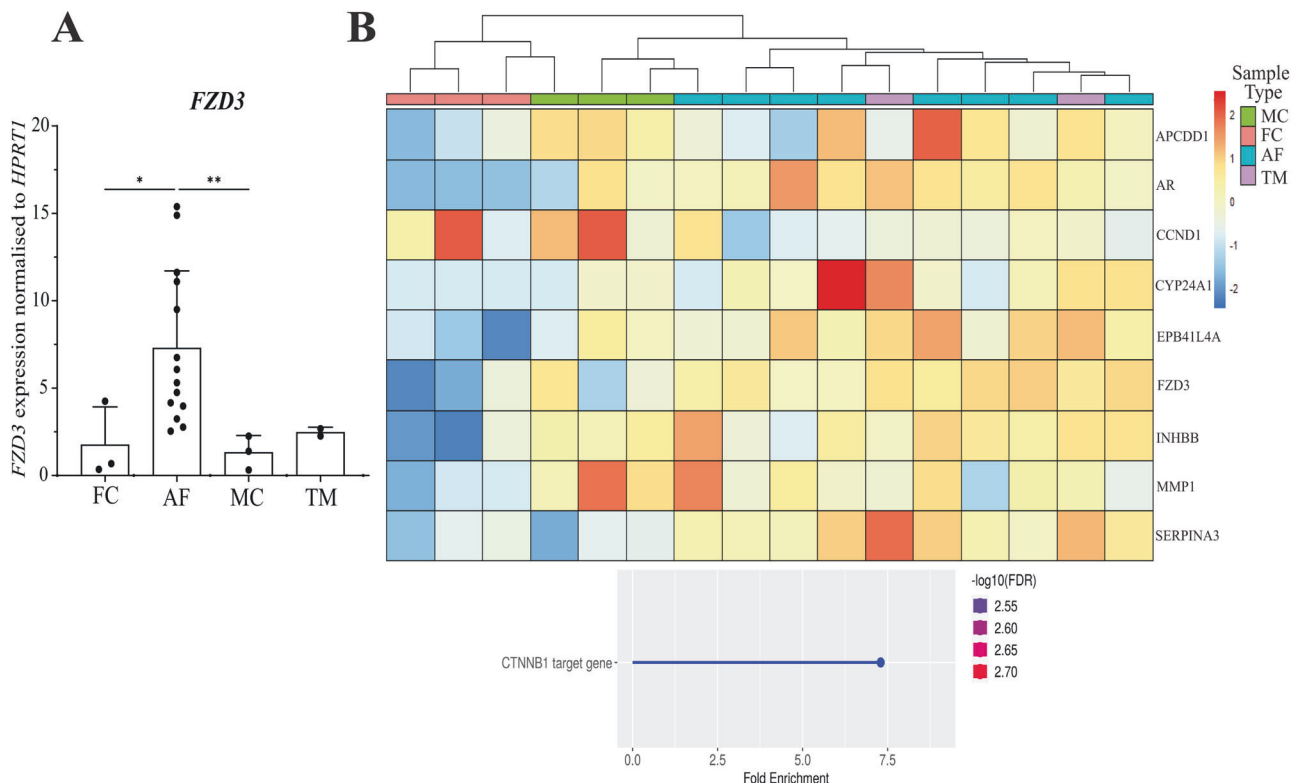 A
B
FZD3
FZD3 expression normalised to HPRT1
20
15
10
5
0
*
**
FC
AF
MC
TM
APCDD1
AR
CCND1
CYP24A1
EPB41L4A
FZD3
INHBB
MMP1
SERPINA3
2
1
0
-1
-2
Sample
Type
MC
FC
AF
TM
CTNNB1 target gene
0.0
2.5
5.0
7.5
Fold Enrichment
-log10(FDR)
2.55
2.60
2.65
2.70